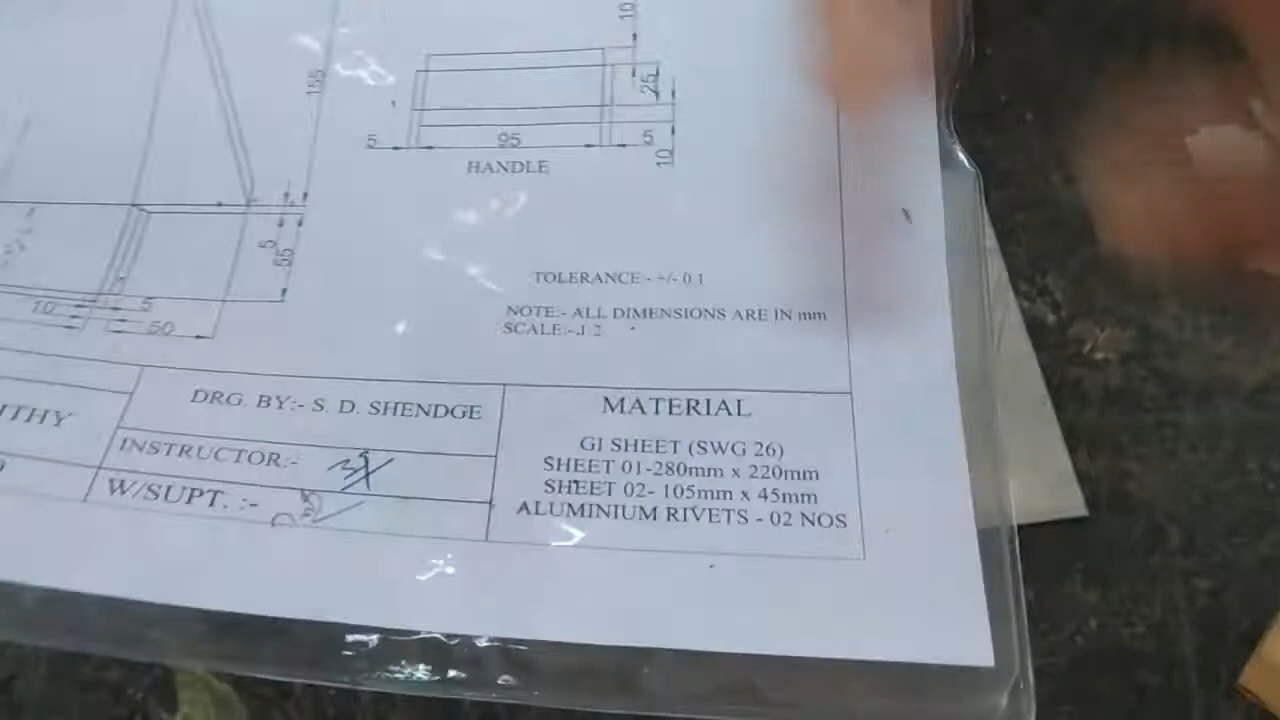 10
155
25
5
95
5
10
HANDLE
5
65
10
5
50
TOLERANCE:- +/- 0.1
NOTE:- ALL DIMENSIONS ARE IN mm
SCALE:-.1 2
ITHY
DRG. BY:- S. D. SHENDGE
INSTRUCTOR:-
W/SUPT. :-
MATERIAL
GI SHEET (SWG 26)
SHEET 01-280mm x 220mm
SHEET 02- 105mm x 45mm
ALUMINIUM RIVETS - 02 NOS